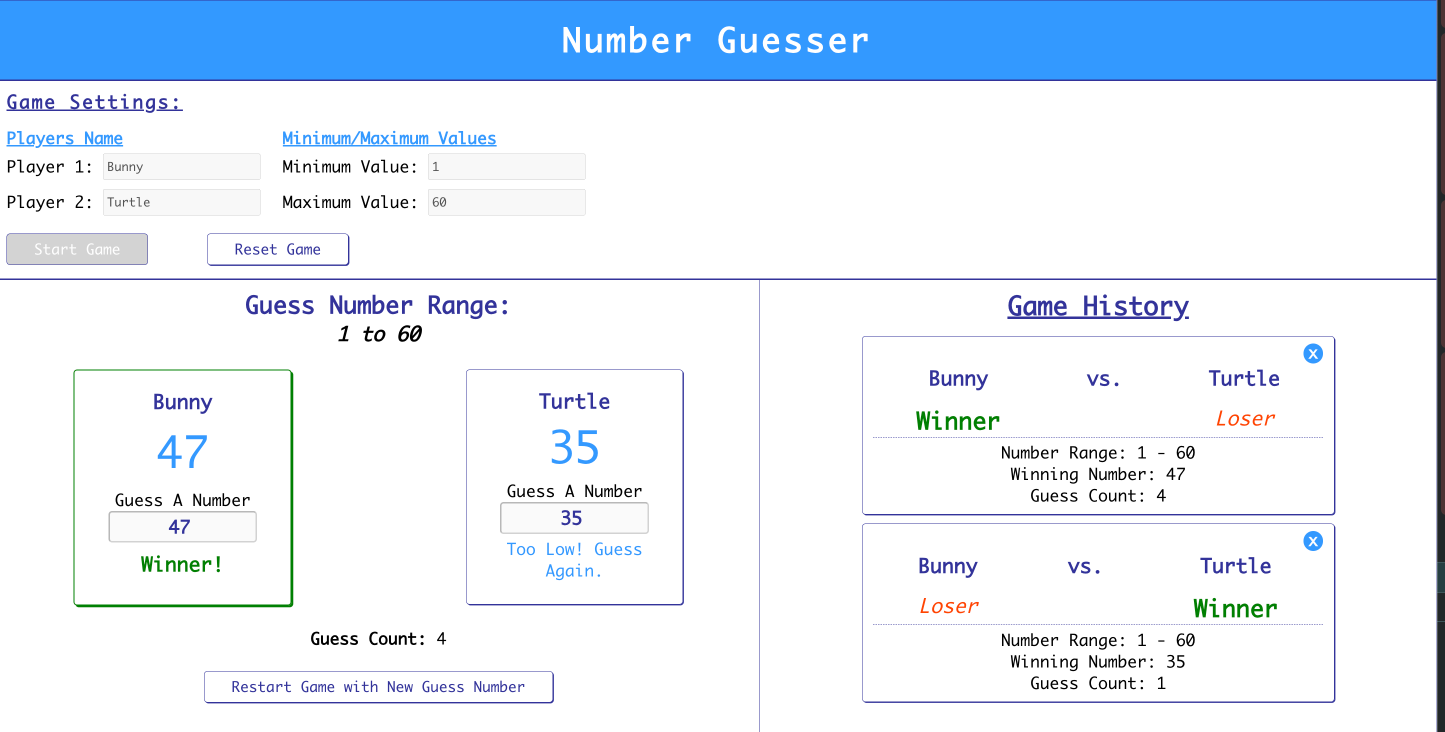 Number Guesser
Game Settings:
Players Name
Player 1: Bunny
Player 2: Turtle
Minimum/Maximum Values
Minimum Value: 1
Maximum Value: 60
Start Game
Reset Game
Guess Number Range:
1 to 60
Bunny
47
Guess A Number
47
Winner!
Turtle
35
Guess A Number
35
Too Low! Guess
Again.
Guess Count: 4
Restart Game with New Guess Number
Game History
X
Bunny vs. Turtle
Winner Loser
Number Range: 1 - 60
Winning Number: 47
Guess Count: 4
X
Bunny vs. Turtle
Loser Winner
Number Range: 1 - 60
Winning Number: 35
Guess Count: 1